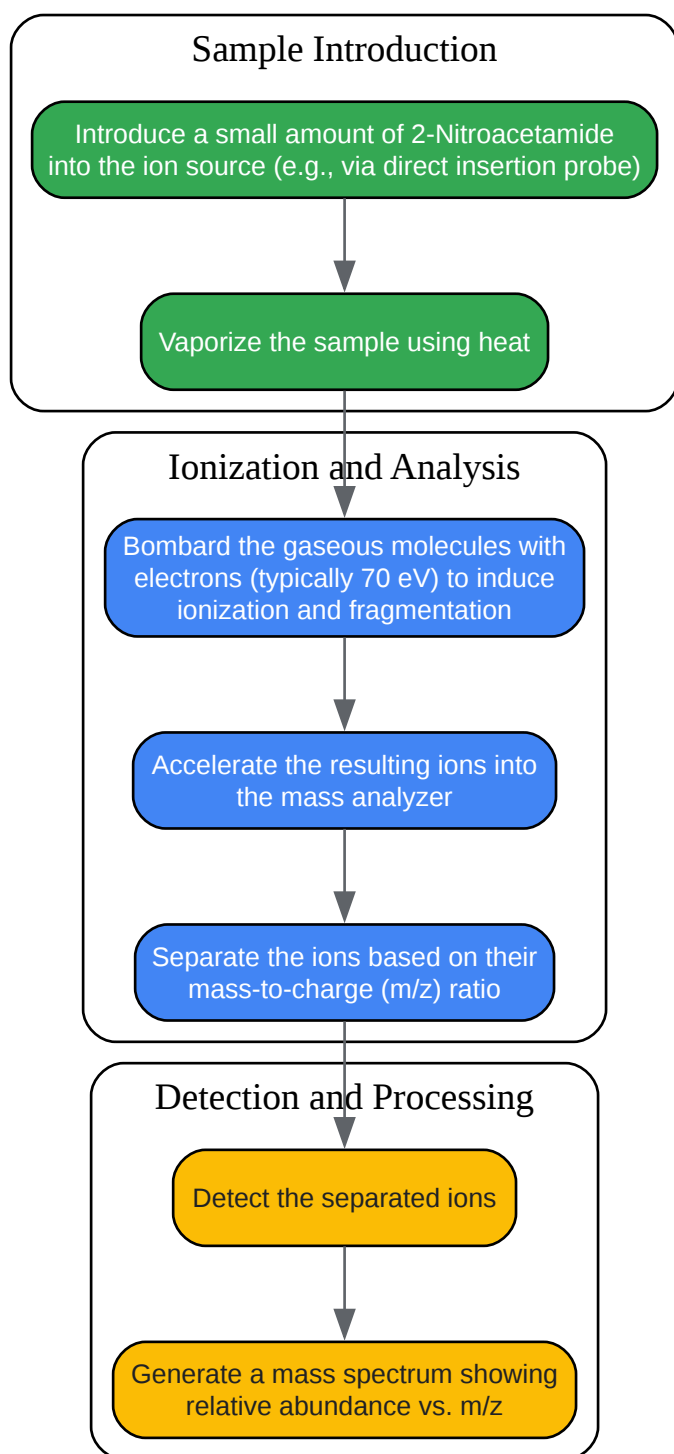 Sample Introduction
Introduce a small amount of 2-Nitroacetamide
into the ion source (e.g., via direct insertion probe)
Vaporize the sample using heat
Ionization and Analysis
Bombard the gaseous molecules with
electrons (typically 70 eV) to induce
ionization and fragmentation
Accelerate the resulting ions into
the mass analyzer
Separate the ions based on their
mass-to-charge (m/z) ratio
Detection and Processing
Detect the separated ions
Generate a mass spectrum showing
relative abundance vs. m/z